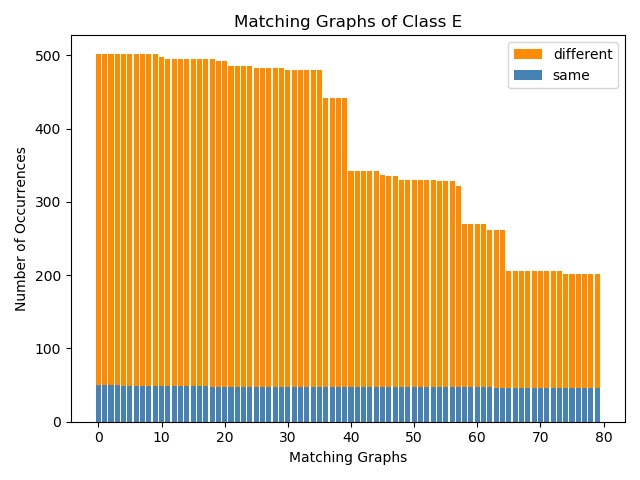 Matching Graphs of Class E
different
same
Number of Occurrences
500
400
300
200
100
0
0 10 20 30 40 50 60 70 80
Matching Graphs